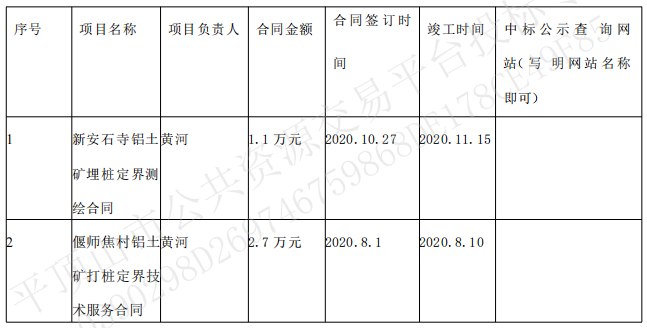 序号 项目名称 项目负责人 合同金额 合同签订时间 竣工时间 中标公示查 询网站(写 明网站名称即可)
1 新安石寺铝土矿埋桩定界测绘合同 黄河 1.1 万元 2020.10.27 2020.11.15
2 偃师焦村铝土矿打桩定界技术服务合同 黄河 2.7 万元 2020.8.1 2020.8.10